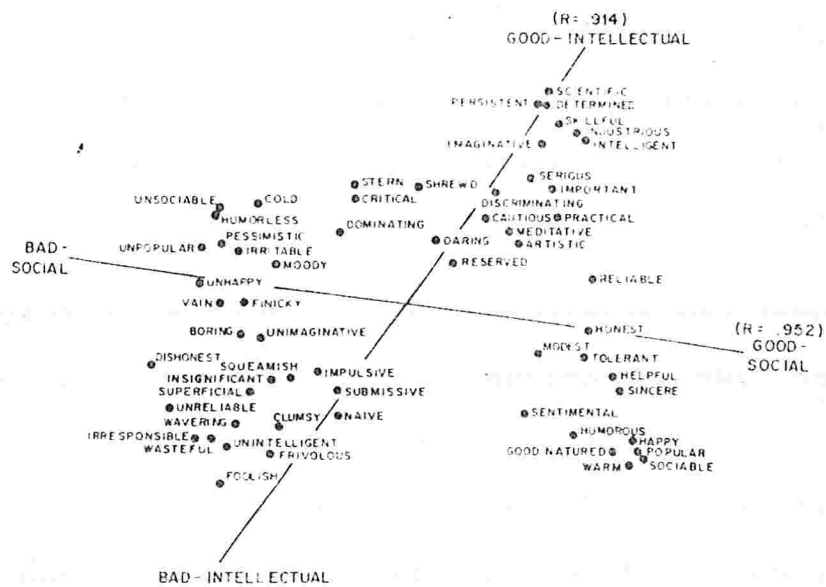 (R= .914)
GOOD-INTELLECTUAL
SCIENTIFIC
PERSISTENT DETERMINED
SKILLFUL
INDUSTRIOUS
IMAGINATIVE INTELLIGENT
STERN SHREWD SERIOUS
IMPORTANT
UNSOCIABLE COLD CRITICAL DISCRIMINATING
HUMORLESS CAUTIOUS PRACTICAL
DOMINATING MEDITATIVE
PESSIMISTIC
UNPOPULAR IRRITABLE DARING ARTISTIC
BAD-
SOCIAL
MOODY RESERVED
UNHAPPY RELIABLE
VAIN FINICKY
BORING UNIMAGINATIVE HONEST (R= .952)
GOOD-
SOCIAL
MODEST
TOLERANT
DISHONEST SQUEAMISH IMPULSIVE
INSIGNIFICANT HELPFUL
SUPERFICIAL SUBMISSIVE SINCERE
UNRELIABLE
WAVERING CLUMSY NAIVE SENTIMENTAL
IRRESPONSIBLE HUMOROUS
WASTEFUL UNINTELLIGENT HAPPY
FRIVOLOUS GOOD NATURED POPULAR
WARM SOCIABLE
FOOLISH
BAD-INTELLECTUAL